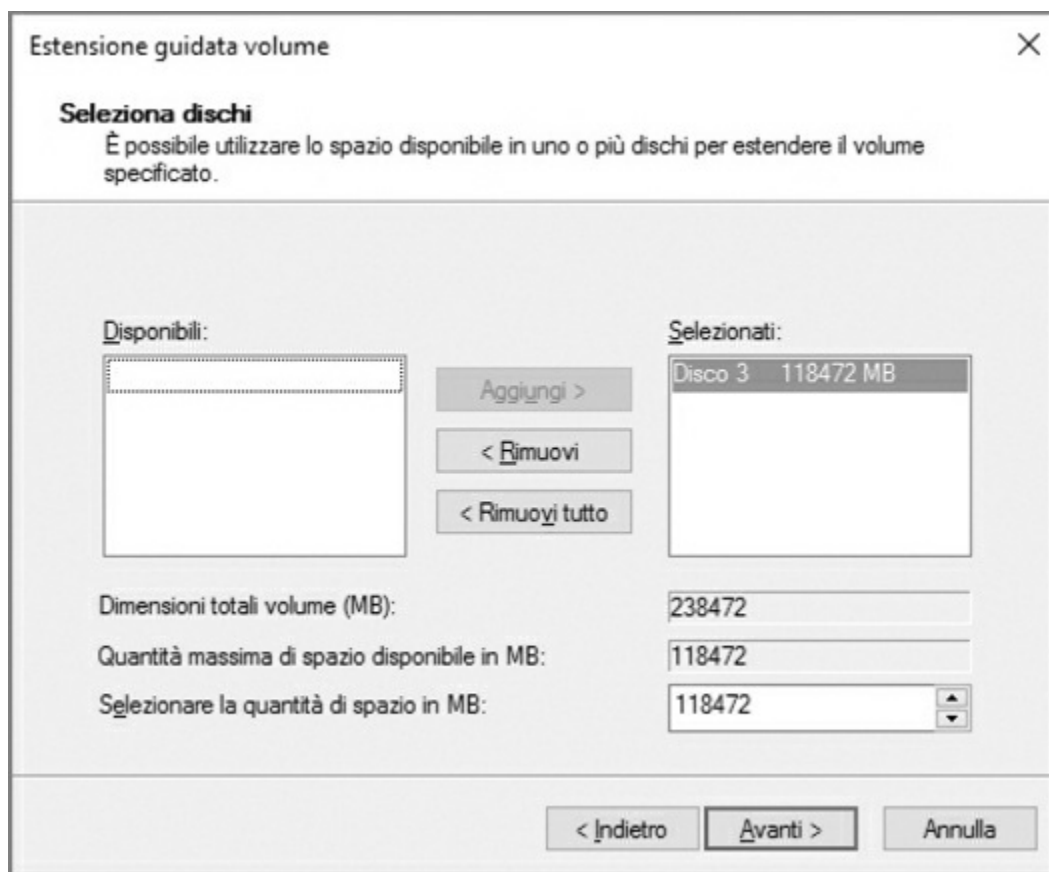 Estensione guidata volume
Seleziona dischi
È possibile utilizzare lo spazio disponibile in uno o più dischi per estendere il volume
specificato.
Disponibili:
Selezionati:
Disco 3 118472 MB
Aggiungi >
< Rimuovi
< Rimuovi tutto
Dimensioni totali volume (MB): 238472
Quantità massima di spazio disponibile in MB: 118472
Selezionare la quantità di spazio in MB: 118472
< Indietro Avanti > Annulla